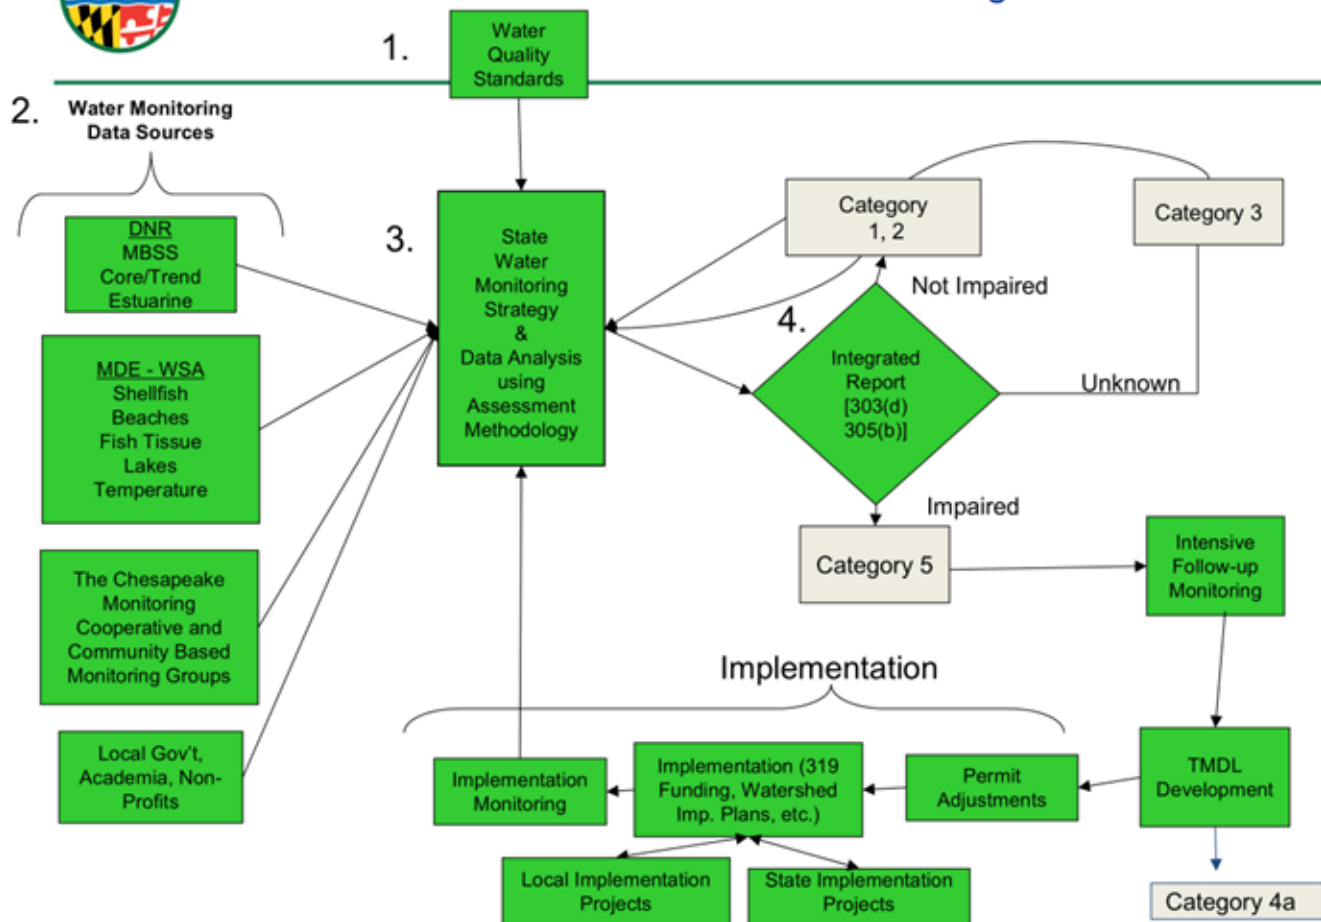 1.
Water
Quality
Standards
2.
Water Monitoring
Data Sources
DNR
MBSS
Core/Trend
Estuarine
MDE - WSA
Shellfish
Beaches
Fish Tissue
Lakes
Temperature
The Chesapeake
Monitoring
Cooperative and
Community Based
Monitoring Groups
Local Gov't,
Academia, Non-
Profits
3.
State
Water
Monitoring
Strategy
&
Data Analysis
using
Assessment
Methodology
Category
1, 2
Category 3
Not Impaired
4.
Integrated
Report
[303(d)
305(b)]
Unknown
Impaired
Category 5
Intensive
Follow-up
Monitoring
Implementation
TMDL
Development
Permit
Adjustments
Implementation (319
Funding, Watershed
Imp. Plans, etc.)
Implementation
Monitoring
Local Implementation
Projects
State Implementation
Projects
Category 4a